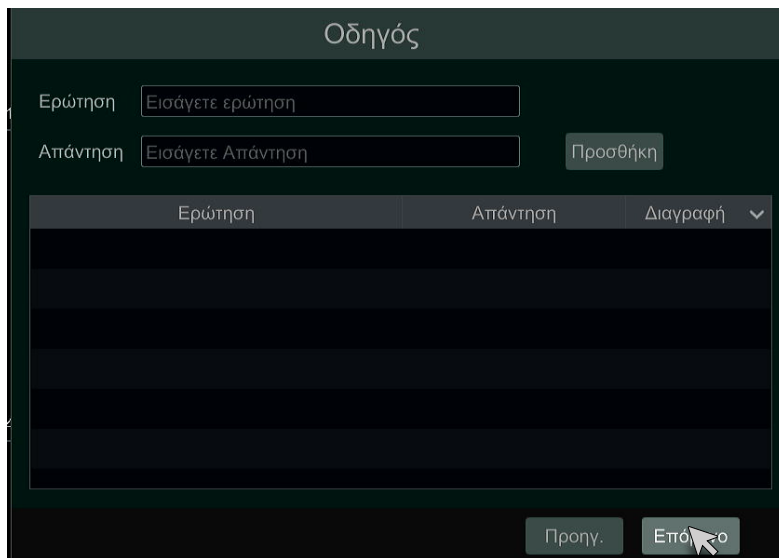 Οδηγός
Ερώτηση Εισάγετε ερώτηση
Απάντηση Εισάγετε Απάντηση Προσθήκη
Ερώτηση Απάντηση Διαγραφή
Προηγ.